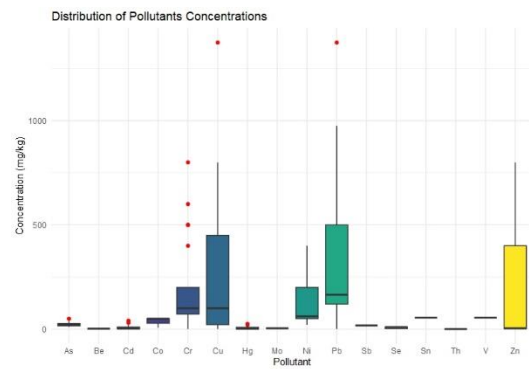 Distribution of Pollutants Concentrations
Concentration (mg/kg)
1000
500
0
As Be Cd Co Cr Cu Hg Mo Ni Pb Sb Se Sn Th V Zn
Pollutant